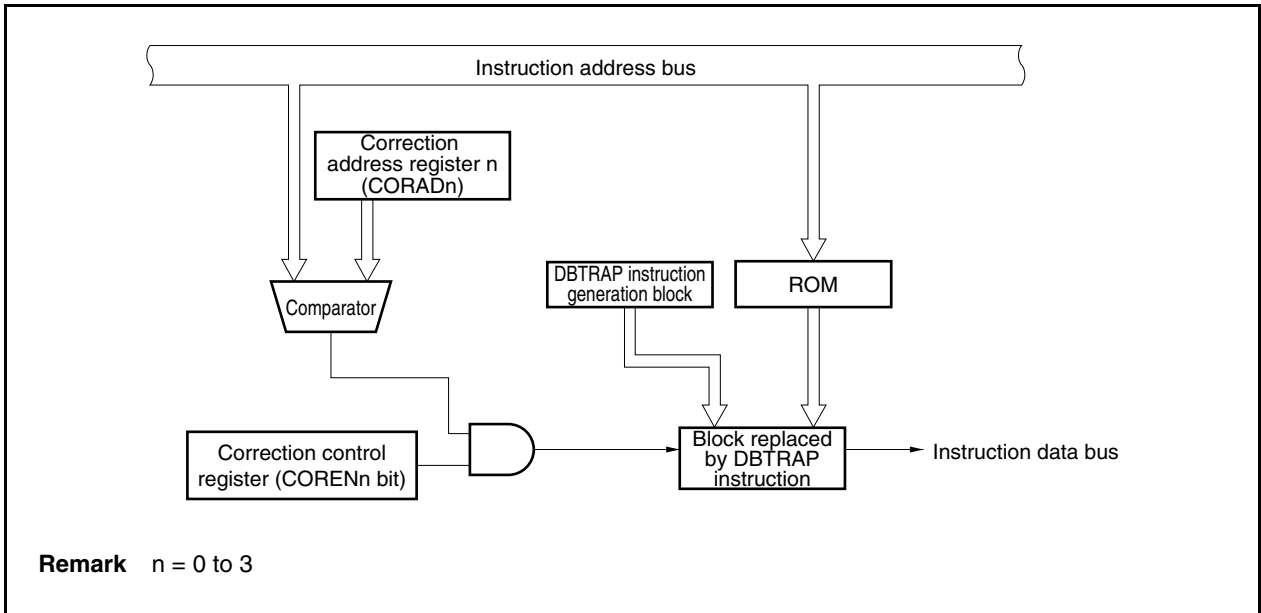 Instruction address bus
Correction
address register n
(CORADn)
Comparator
DBTRAP instruction
generation block
ROM
Correction control
register (CORENn bit)
Block replaced
by DBTRAP
instruction
Instruction data bus
Remark n = 0 to 3